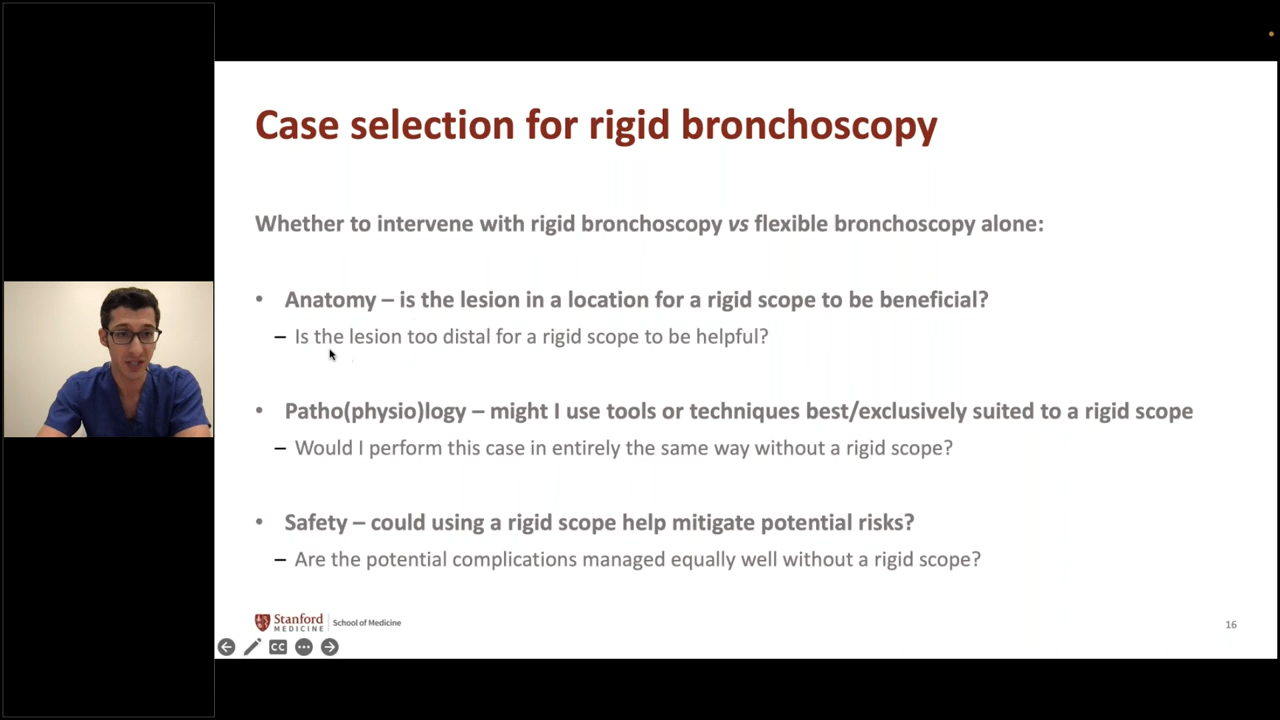 Case selection for rigid bronchoscopy
Whether to intervene with rigid bronchoscopy vs flexible bronchoscopy alone:
• Anatomy – is the lesion in a location for a rigid scope to be beneficial?
– Is the lesion too distal for a rigid scope to be helpful?
• Patho(physio)logy – might I use tools or techniques best/exclusively suited to a rigid scope
– Would I perform this case in entirely the same way without a rigid scope?
• Safety – could using a rigid scope help mitigate potential risks?
– Are the potential complications managed equally well without a rigid scope?
Stanford
MEDICINE
School of Medicine
16
CC